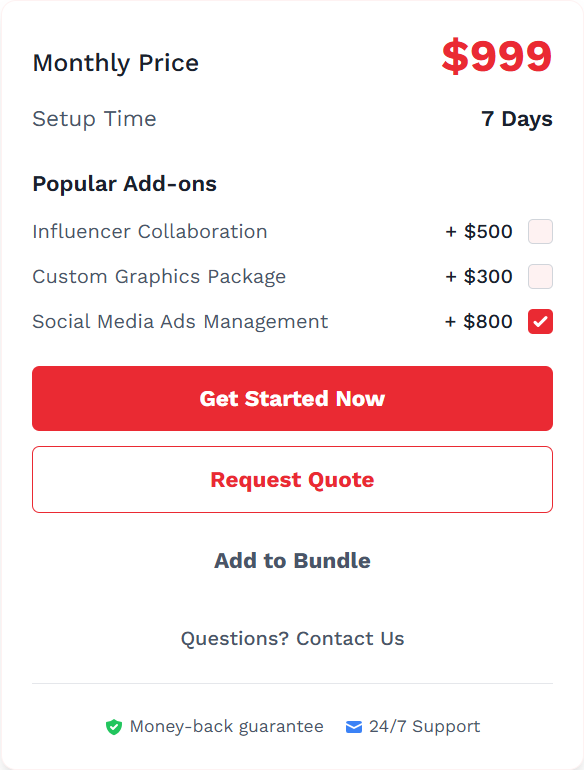 Monthly Price $999
Setup Time 7 Days
Popular Add-ons
Influencer Collaboration + $500
Custom Graphics Package + $300
Social Media Ads Management + $800
Get Started Now
Request Quote
Add to Bundle
Questions? Contact Us
Money-back guarantee 24/7 Support